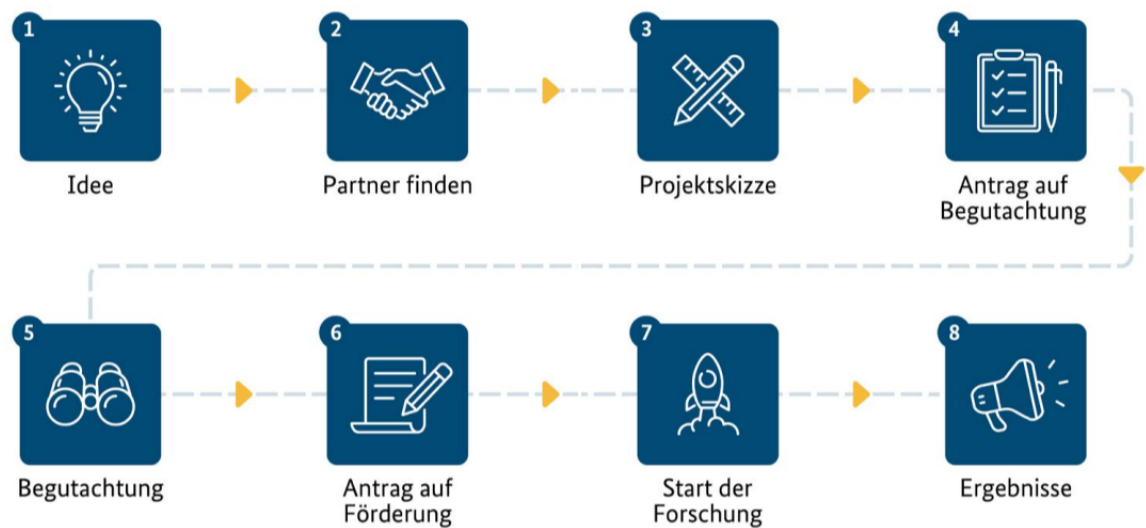 1
2
3
4
Idee
Partner finden
Projektskizze
Antrag auf
Begutachtung
5
6
7
8
Begutachtung
Antrag auf
Förderung
Start der
Forschung
Ergebnisse